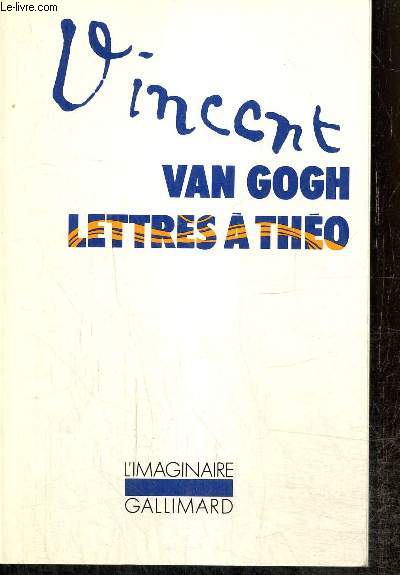 Le-livre.com
Vincent
VAN GOGH
LETTRES À THÉO
L'IMAGINAIRE
GALLIMARD